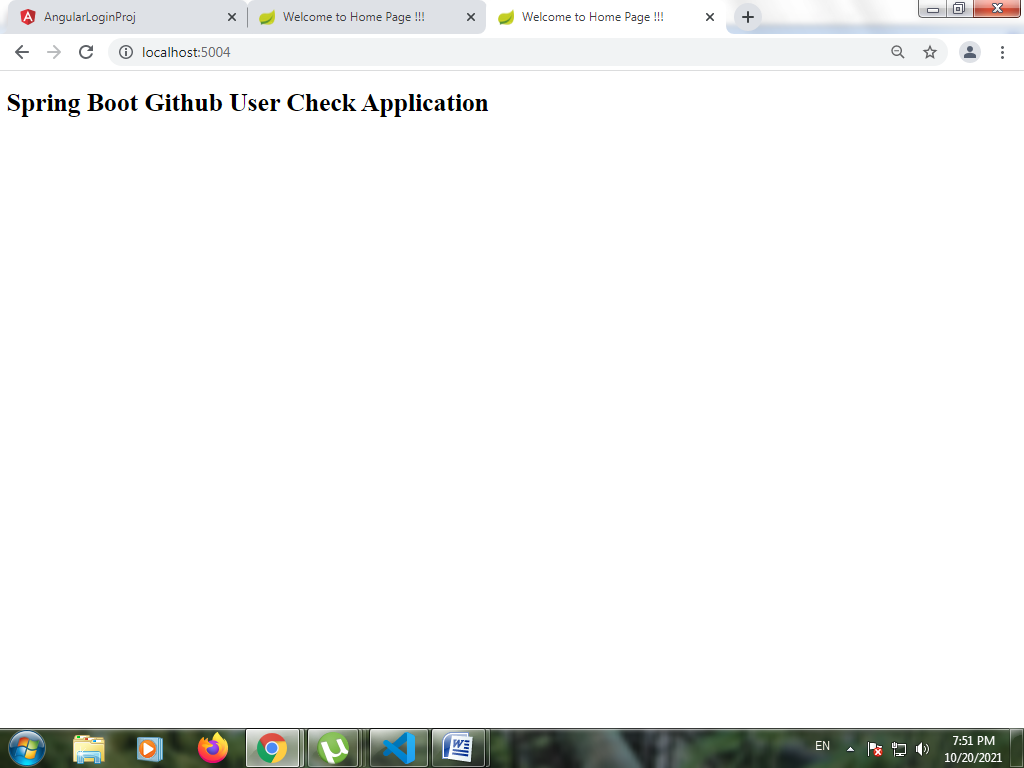 AngularLoginProj
Welcome to Home Page !!!
Welcome to Home Page !!!
localhost:5004
Spring Boot Github User Check Application
EN
7:51 PM
10/20/2021